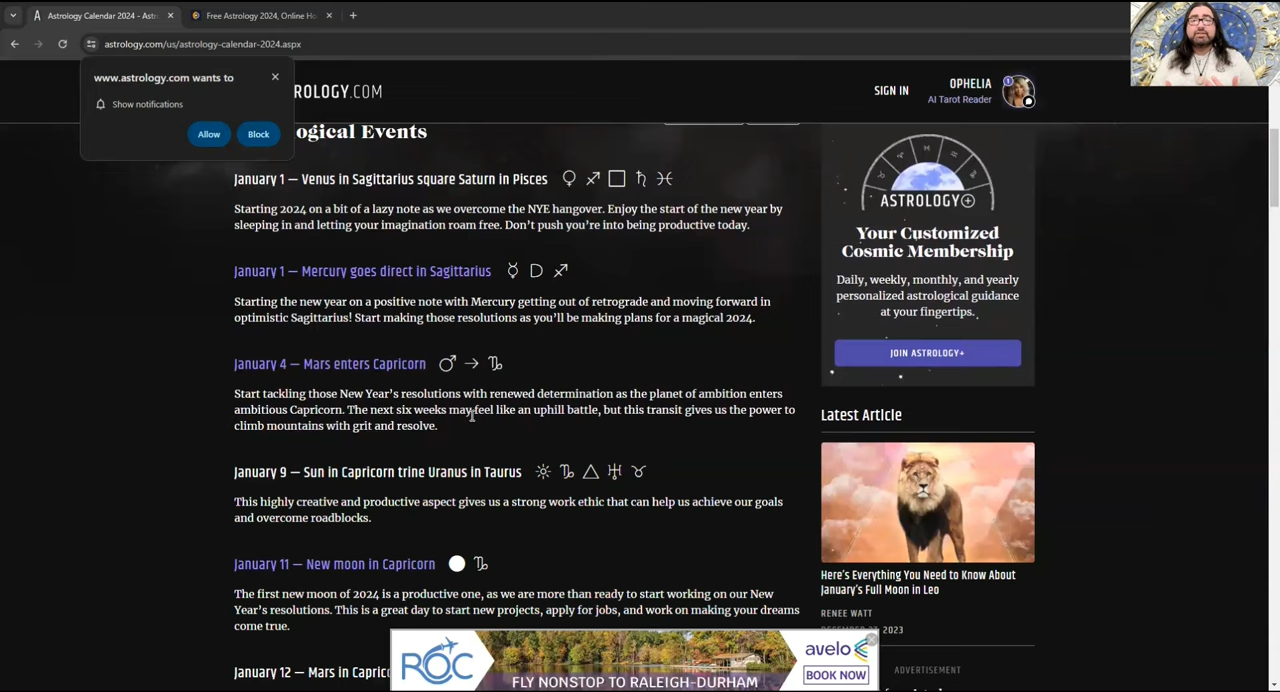 Astrology Calendar 2024 - Astr
Free Astrology 2024, Online Ho
astrology.com/us/astrology-calendar-2024.aspx
www.astrology.com wants to
Show notifications
Allow
Block
ROLOGY.COM
SIGN IN
OPHELIA
AI Tarot Reader
ological Events
January 1 — Venus in Sagittarius square Saturn in Pisces ♀ ♐ □ ♄ ♓
Starting 2024 on a bit of a lazy note as we overcome the NYE hangover. Enjoy the start of the new year by
sleeping in and letting your imagination roam free. Don’t push you’re into being productive today.
January 1 — Mercury goes direct in Sagittarius ☿ D ♐
Starting the new year on a positive note with Mercury getting out of retrograde and moving forward in
optimistic Sagittarius! Start making those resolutions as you’ll be making plans for a magical 2024.
January 4 — Mars enters Capricorn ♂ → ♑
Start tackling those New Year’s resolutions with renewed determination as the planet of ambition enters
ambitious Capricorn. The next six weeks may feel like an uphill battle, but this transit gives us the power to
climb mountains with grit and resolve.
January 9 — Sun in Capricorn trine Uranus in Taurus ☼ ♑ △ ♅ ♉
This highly creative and productive aspect gives us a strong work ethic that can help us achieve our goals
and overcome roadblocks.
January 11 — New moon in Capricorn ● ♑
The first new moon of 2024 is a productive one, as we are more than ready to start working on our New
Year’s resolutions. This is a great day to start new projects, apply for jobs, and work on making your dreams
come true.
January 12 — Mars in Capric
ASTROLOGY+
Your Customized
Cosmic Membership
Daily, weekly, monthly, and yearly
personalized astrological guidance
at your fingertips.
JOIN ASTROLOGY+
Latest Article
Here’s Everything You Need to Know About
January’s Full Moon in Leo
RENEE WATT
2023
ADVERTISEMENT
ROC
FLY NONSTOP TO RALEIGH-DURHAM
avelo
BOOK NOW